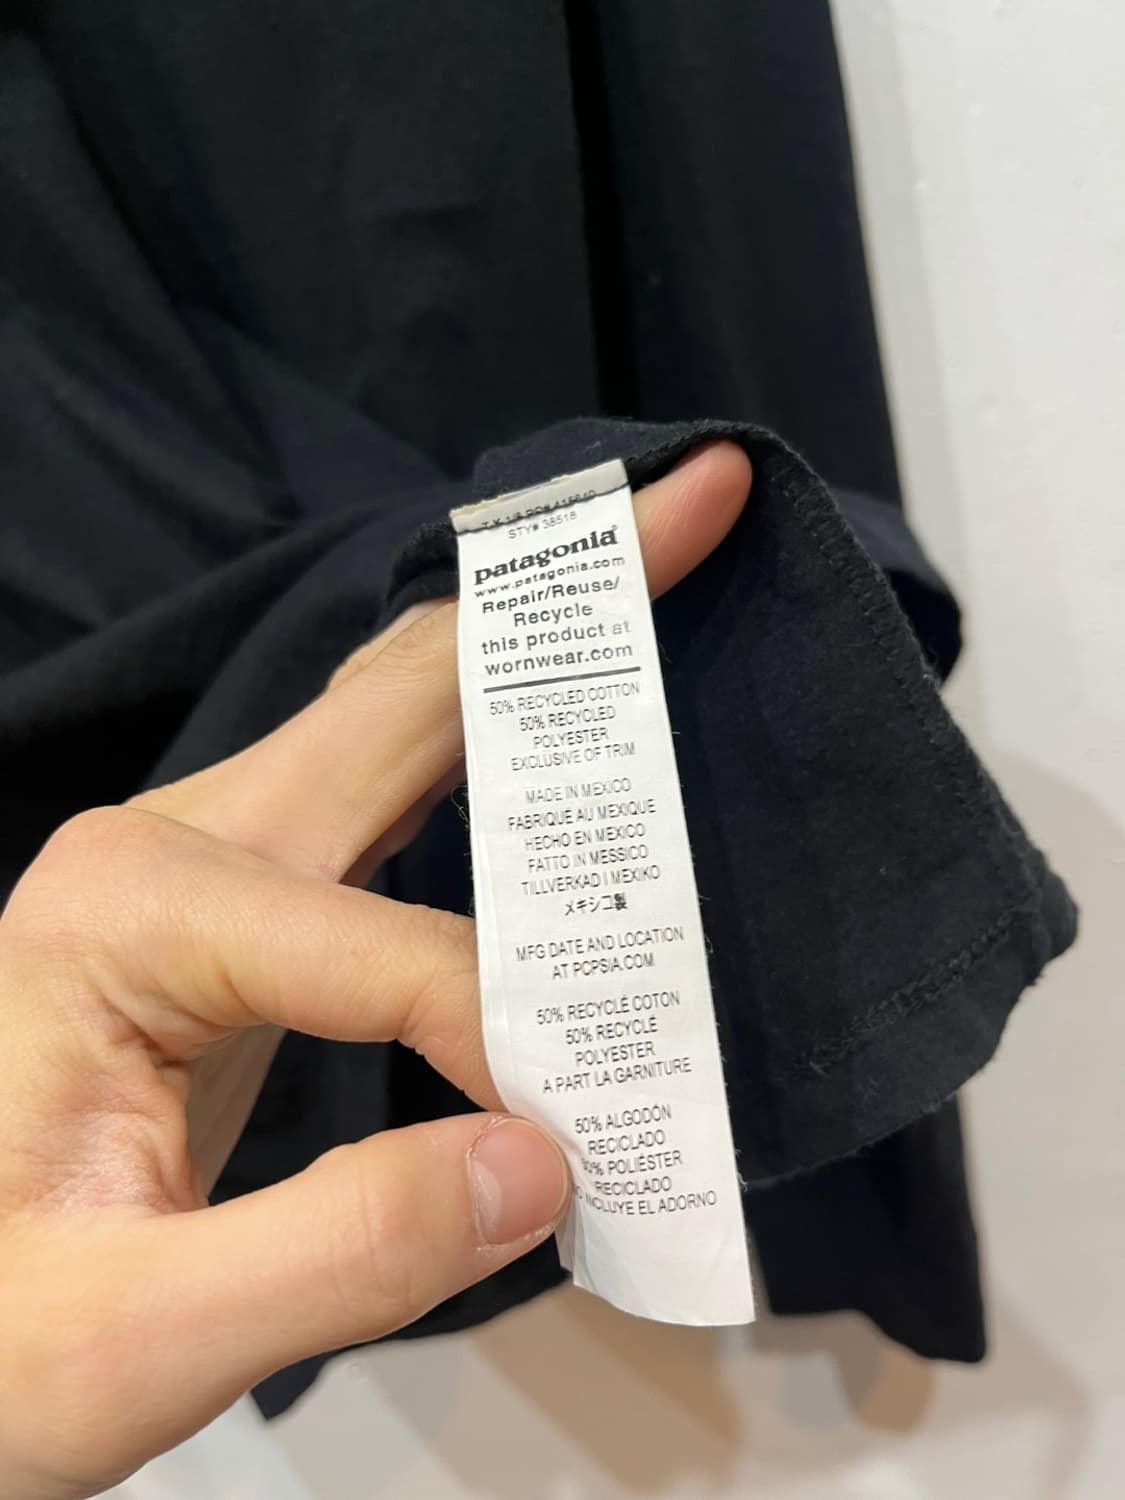 STY# 38518
patagonia®
www.patagonia.com
Repair/Reuse/
Recycle
this product at
wornwear.com
50% RECYCLED COTTON
50% RECYCLED
POLYESTER
EXCLUSIVE OF TRIM
MADE IN MEXICO
FABRIQUÉ AU MEXIQUE
HECHO EN MEXICO
FATTO IN MESSICO
TILLVERKAD I MEXIKO
メキシコ製
MFG DATE AND LOCATION
AT PCPSIA.COM
50% RECYCLÉ COTON
50% RECYCLÉ
POLYESTER
A PART LA GARNITURE
50% ALGODÓN
RECICLADO
POLIÉSTER
RECICLADO
EL ADORNO